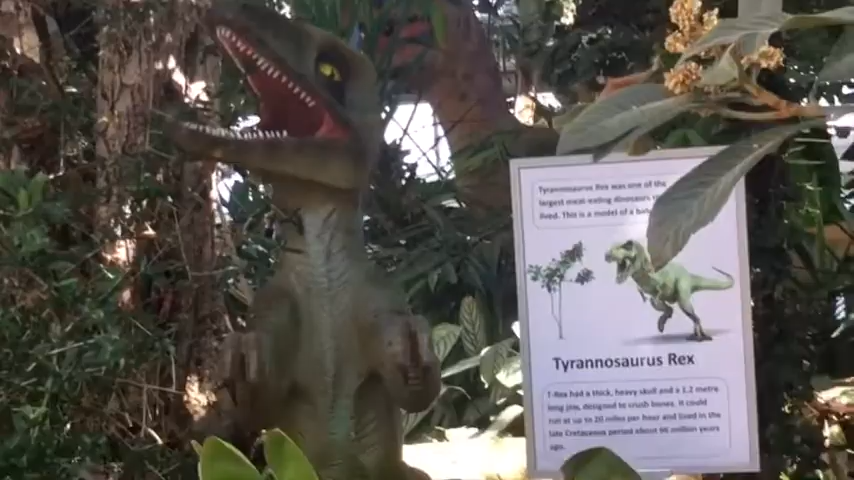 Tyrannosaurus Rex was one of the
largest meat eating dinosaurs
lived. This is a model of a
Tyrannosaurus Rex
T-Rex had a thick, heavy skull and a 1.2 metre
long jaw, designed to crush bones. It could
run at up to 20 miles per hour and lived in the
late Cretaceous period about 66 million years
ago.